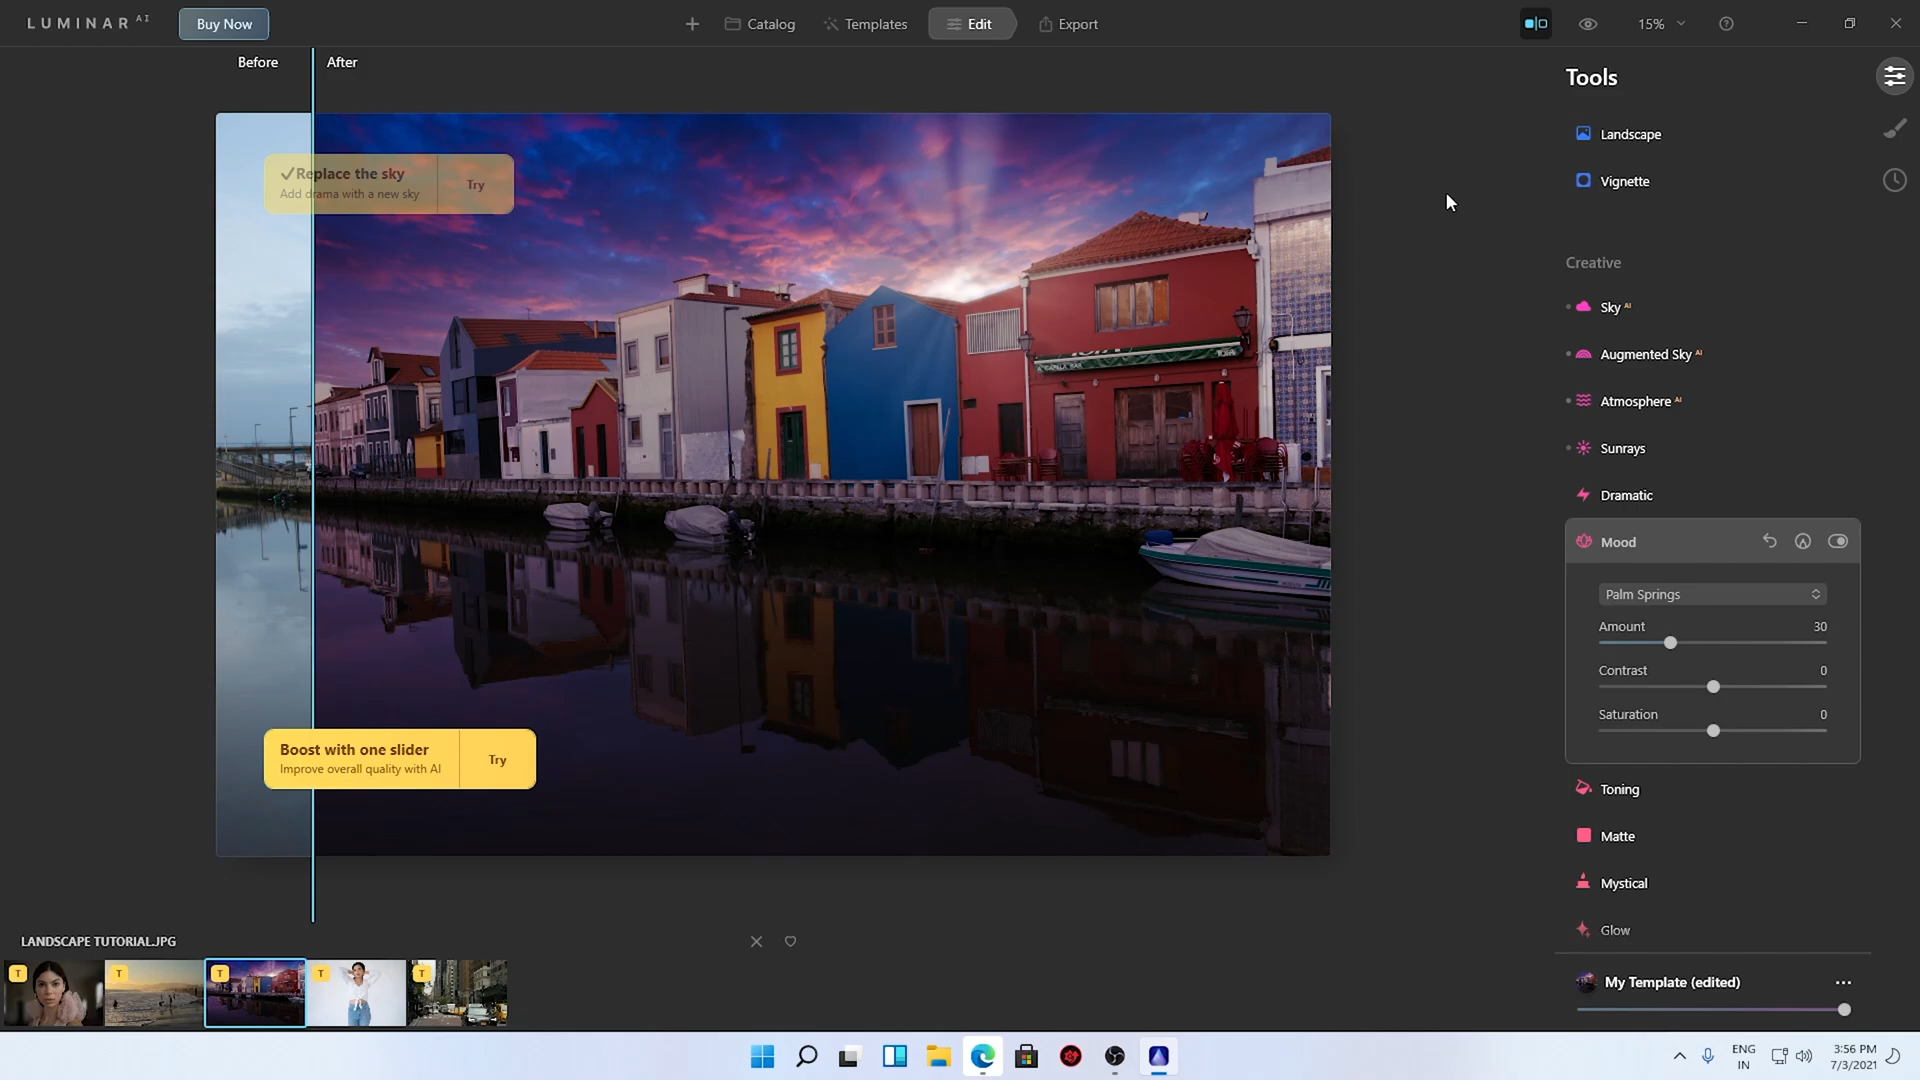 LUMINAR AI
Buy Now
Catalog
Templates
Edit
Export
15%
Before
After
✓Replace the sky
Add drama with a new sky
Try
A CAPILA BAR
Boost with one slider
Improve overall quality with AI
Try
Tools
Landscape
Vignette
Creative
Sky AI
Augmented Sky AI
Atmosphere AI
Sunrays
Dramatic
Mood
Palm Springs
Amount 30
Contrast 0
Saturation 0
Toning
Matte
Mystical
Glow
My Template (edited)
LANDSCAPE TUTORIAL.JPG
T
T
T
T
T
ENG
IN
3:56 PM
7/3/2021